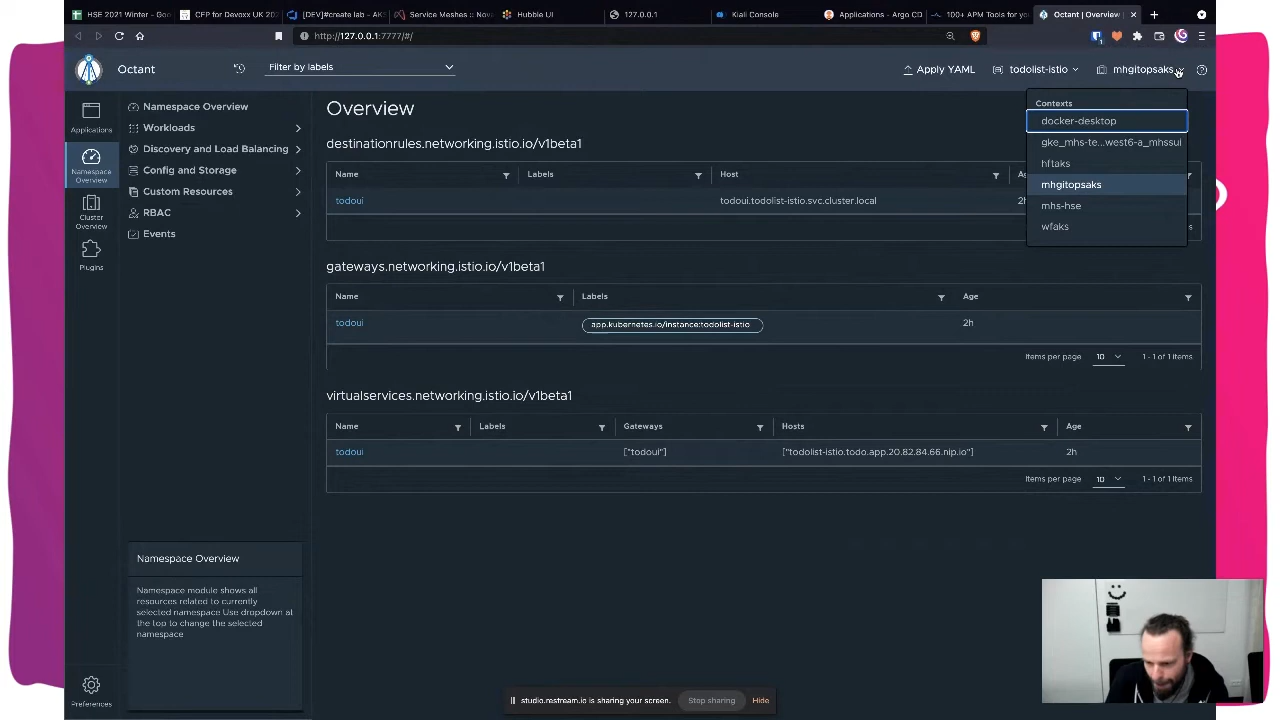 HSE 2021 Winter - G
CFP for Devoxx UK 202
[DEV]#create lab - AKS
Service Meshes :: Nov
Hubble UI
127.0.0.1
Kiali Console
Applications - Argo CD
100+ APM Tools for you
Octant | Overview
http://127.0.0.1:7777/#/
Octant
Filter by labels
Apply YAML
todolist-istio
mhgitopsaks
Applications
Namespace Overview
Cluster Overview
Plugins
Preferences
Namespace Overview
Workloads
Discovery and Load Balancing
Config and Storage
Custom Resources
RBAC
Events
Overview
destinationrules.networking.istio.io/v1beta1
Name Labels Host
todoui todoui.todolist-istio.svc.cluster.local 2h
gateways.networking.istio.io/v1beta1
Name Labels Age
todoui app.kubernetes.io/instance:todolist-istio 2h
Items per page 10 1 - 1 of 1 items
virtualservices.networking.istio.io/v1beta1
Name Labels Gateways Hosts Age
todoui ["todoui"] ["todolist-istio.todo.app.20.82.84.66.nip.io"] 2h
Items per page 10 1 - 1 of 1 items
Contexts
docker-desktop
gke_mhs-te...west6-a_mhssui
hftaks
mhgitopsaks
mhs-hse
wfaks
Namespace Overview
Namespace module shows all
resources related to currently
selected namespace Use dropdown at
the top to change the selected
namespace
studio.restream.io is sharing your screen. Stop sharing Hide